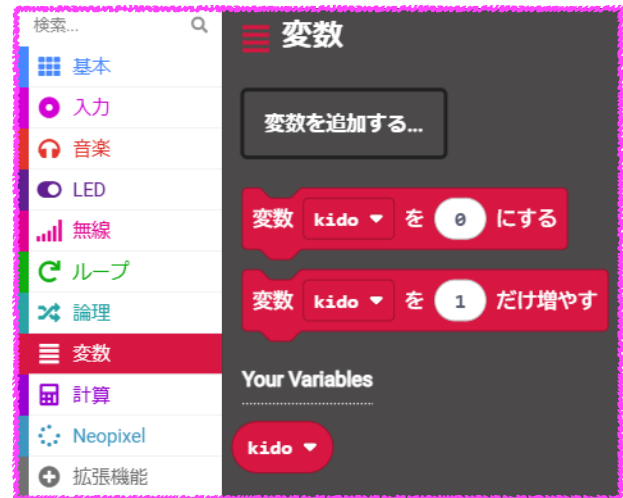 検索...
基本
入力
音楽
LED
無線
ループ
論理
変数
計算
Neopixel
拡張機能
変数
変数を追加する...
変数 kido を 0 にする
変数 kido を 1 だけ増やす
Your Variables
kido